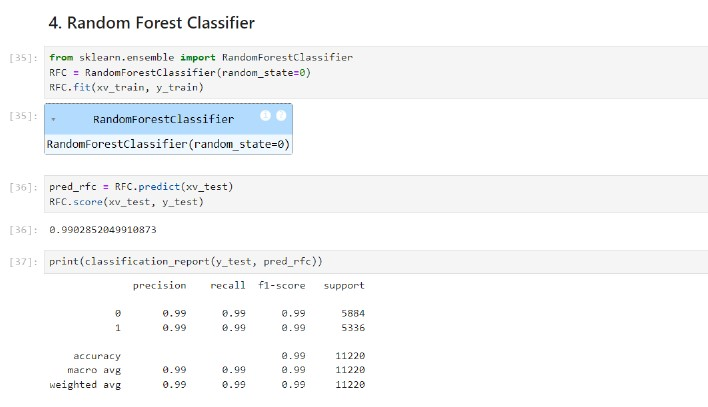 4. Random Forest Classifier
[35]: from sklearn.ensemble import RandomForestClassifier
RFC = RandomForestClassifier(random_state=0)
RFC.fit(xv_train, y_train)
[35]: RandomForestClassifier
RandomForestClassifier(random_state=0)
[36]: pred_rfc = RFC.predict(xv_test)
RFC.score(xv_test, y_test)
[36]: 0.9902852049910873
[37]: print(classification_report(y_test, pred_rfc))
precision recall f1-score support
0 0.99 0.99 0.99 5884
1 0.99 0.99 0.99 5336
accuracy 0.99 11220
macro avg 0.99 0.99 0.99 11220
weighted avg 0.99 0.99 0.99 11220